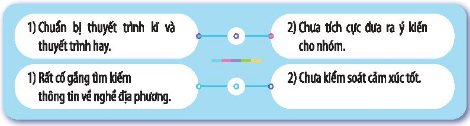 1) Chuẩn bị thuyết trình kĩ và
thuyết trình hay.
2) Chưa tích cực đưa ra ý kiến
cho nhóm.
1) Rất cố gắng tìm kiếm
thông tin về nghề địa phương.
2) Chưa kiểm soát cảm xúc tốt.